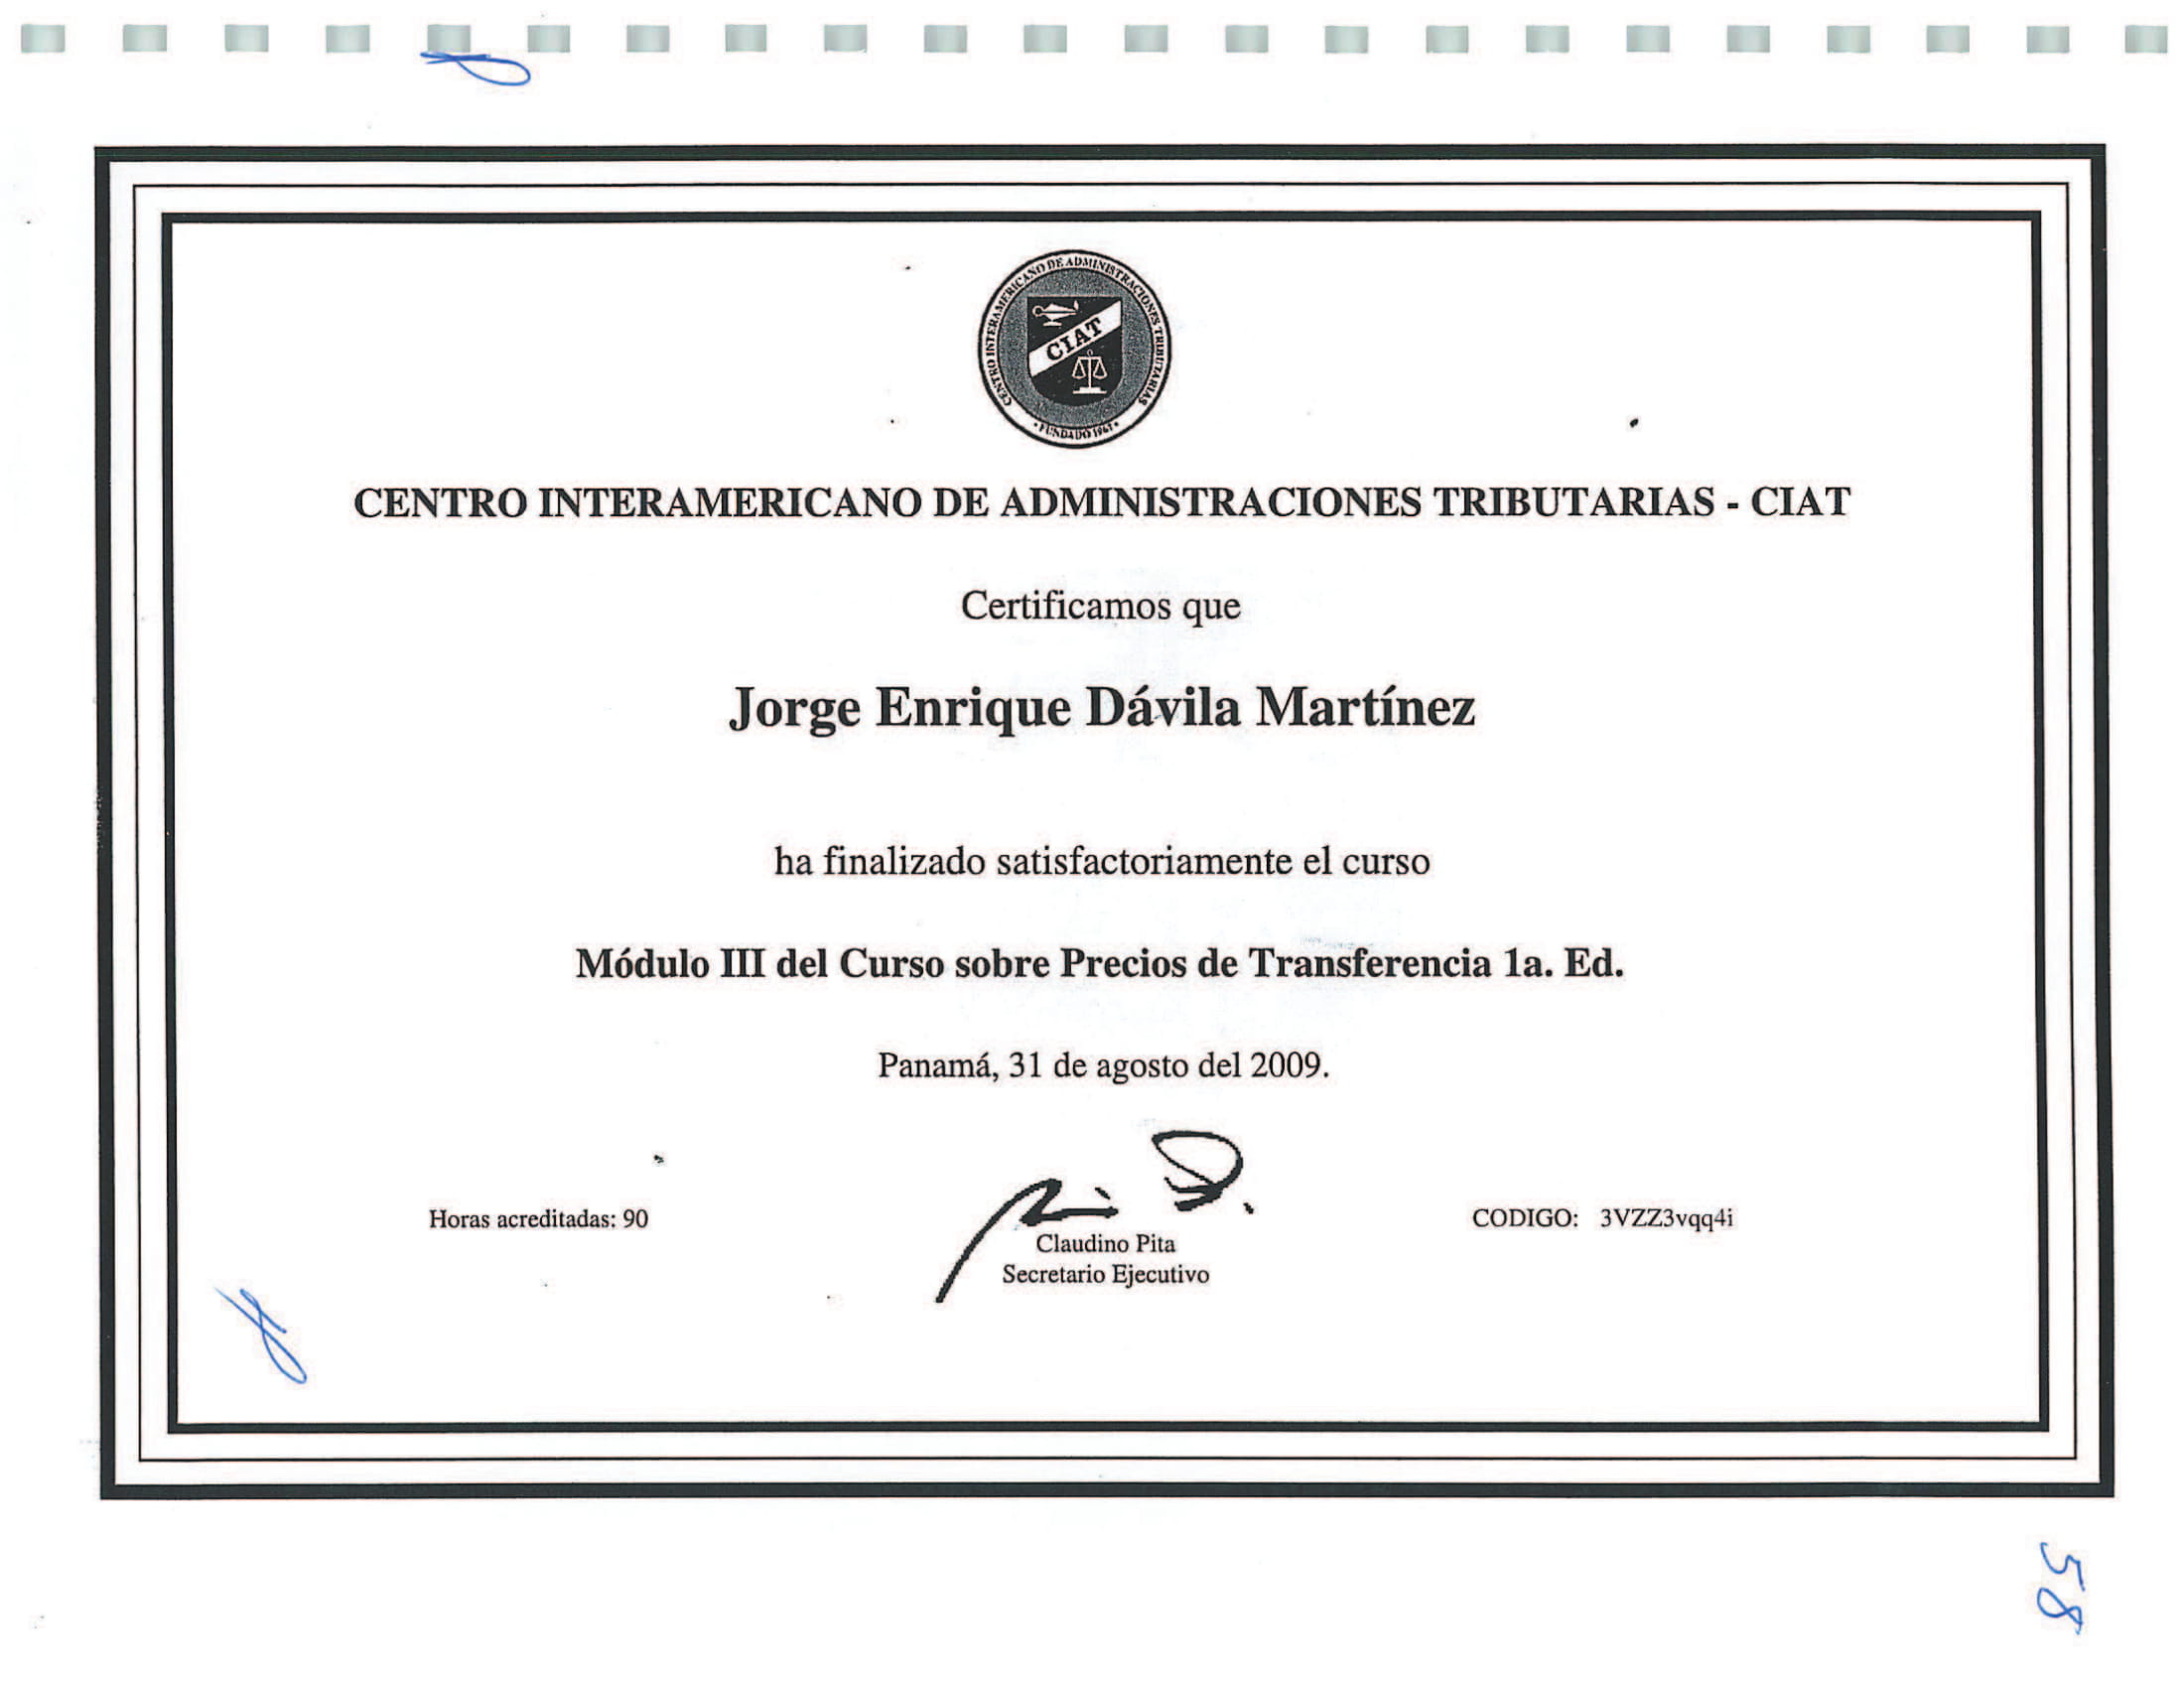 CENTRO INTERAMERICANO DE ADMINISTRACIONES TRIBUTARIAS
CIAT
• FUNDADO 1967 •
CENTRO INTERAMERICANO DE ADMINISTRACIONES TRIBUTARIAS - CIAT
Certificamos que
Jorge Enrique Dávila Martínez
ha finalizado satisfactoriamente el curso
Módulo III del Curso sobre Precios de Transferencia 1a. Ed.
Panamá, 31 de agosto del 2009.
Horas acreditadas: 90
CODIGO: 3VZZ3vqq4i
Claudino Pita
Secretario Ejecutivo
58